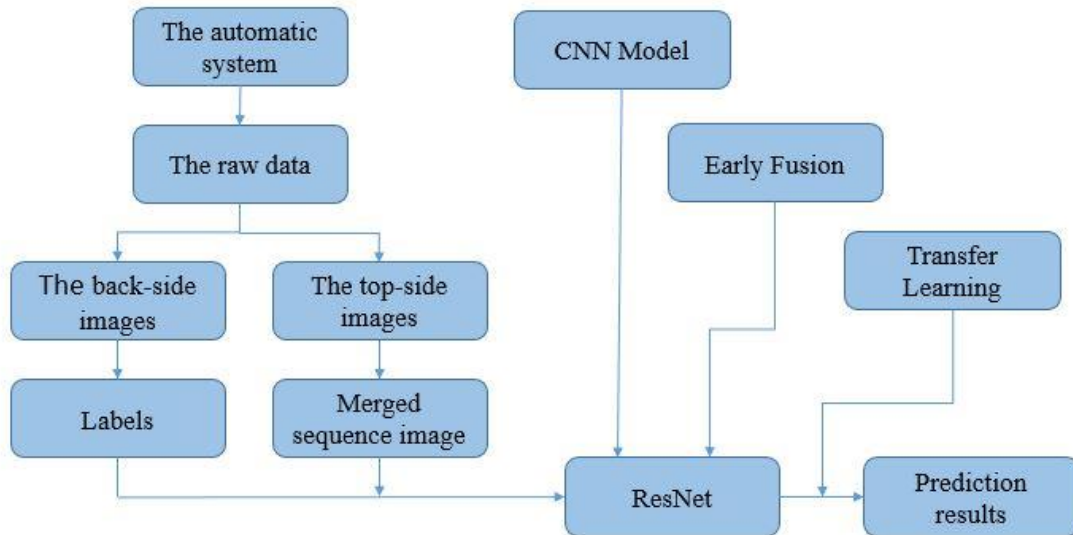 The automatic
system
CNN Model
The raw data
Early Fusion
The back-side
images
The top-side
images
Transfer
Learning
Labels
Merged
sequence image
ResNet
Prediction
results